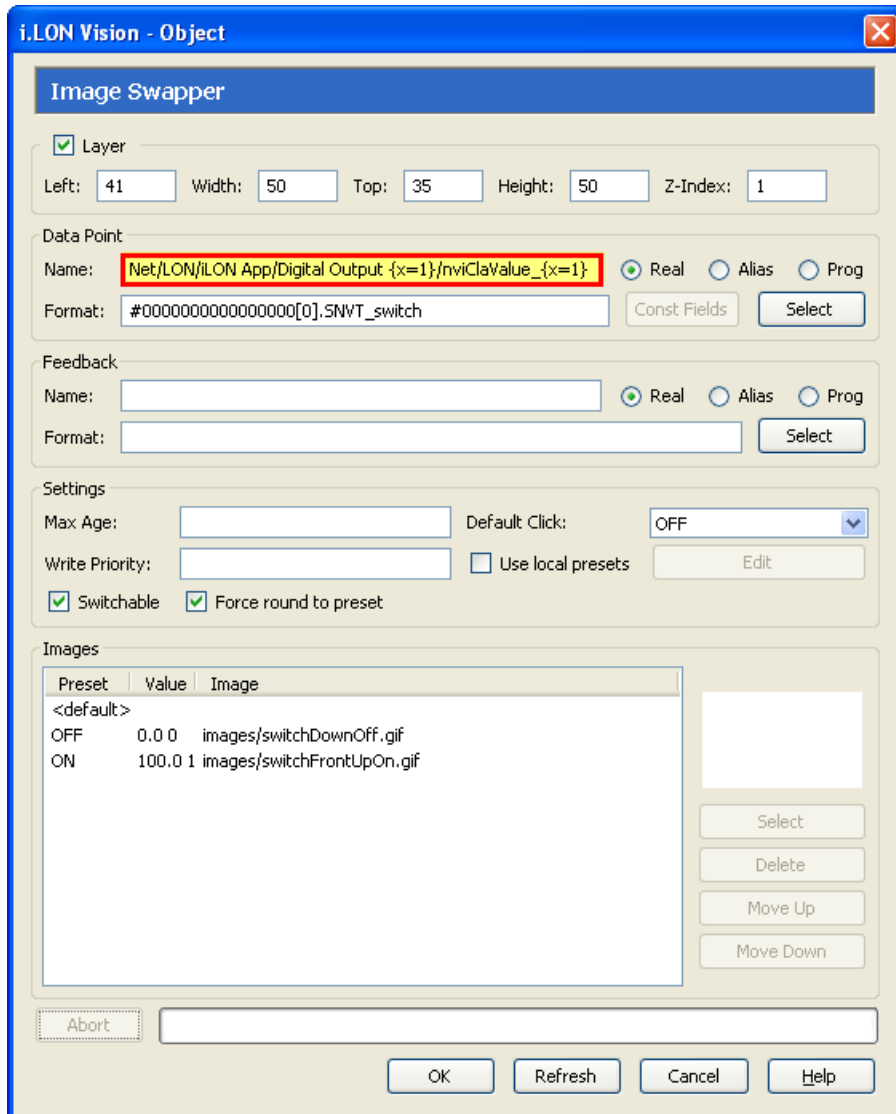 i.LON Vision - Object
Image Swapper
Layer
Left: 41 Width: 50 Top: 35 Height: 50 Z-Index: 1
Data Point
Name: Net/LON/iLON App/Digital Output {x=1}/nviClaValue_{x=1} Real Alias Prog
Format: #0000000000000000[0].SNVT_switch Const Fields Select
Feedback
Name: Real Alias Prog
Format: Select
Settings
Max Age: Default Click: OFF
Write Priority: Use local presets Edit
Switchable Force round to preset
Images
Preset Value Image
<default>
OFF 0.0 0 images/switchDownOff.gif
ON 100.0 1 images/switchFrontUpOn.gif
Select
Delete
Move Up
Move Down
Abort
OK Refresh Cancel Help